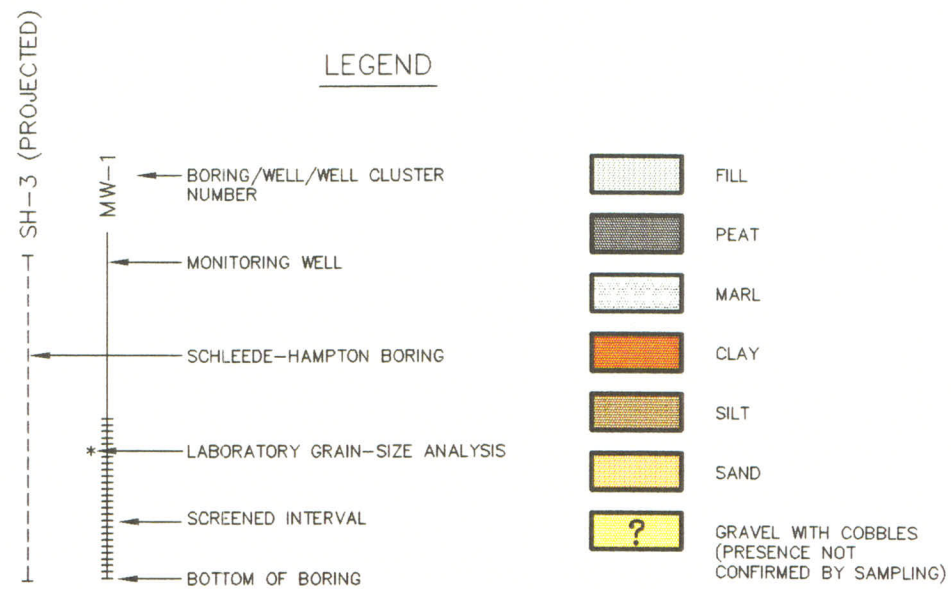 LEGEND
SH-3 (PROJECTED)
MW-1
BORING/WELL/WELL CLUSTER
NUMBER
MONITORING WELL
SCHLEEDE-HAMPTON BORING
*
LABORATORY GRAIN-SIZE ANALYSIS
SCREENED INTERVAL
BOTTOM OF BORING
FILL
PEAT
MARL
CLAY
SILT
SAND
?
GRAVEL WITH COBBLES
(PRESENCE NOT
CONFIRMED BY SAMPLING)